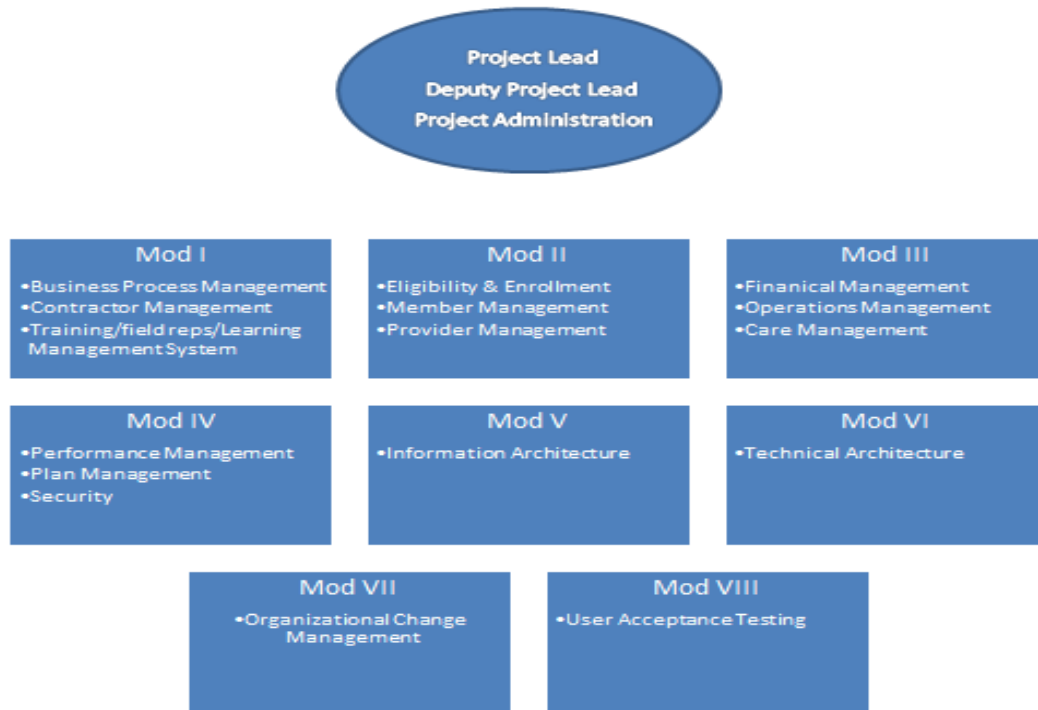 Project Lead
Deputy Project Lead
Project Administration
Mod I
•Business Process Management
•Contractor Management
•Training/field reps/Learning
Management System
Mod II
•Eligibility & Enrollment
•Member Management
•Provider Management
Mod III
•Finanical Management
•Operations Management
•Care Management
Mod IV
•Performance Management
•Plan Management
•Security
Mod V
•Information Architecture
Mod VI
•Technical Architecture
Mod VII
•Organizational Change
Management
Mod VIII
•User Acceptance Testing